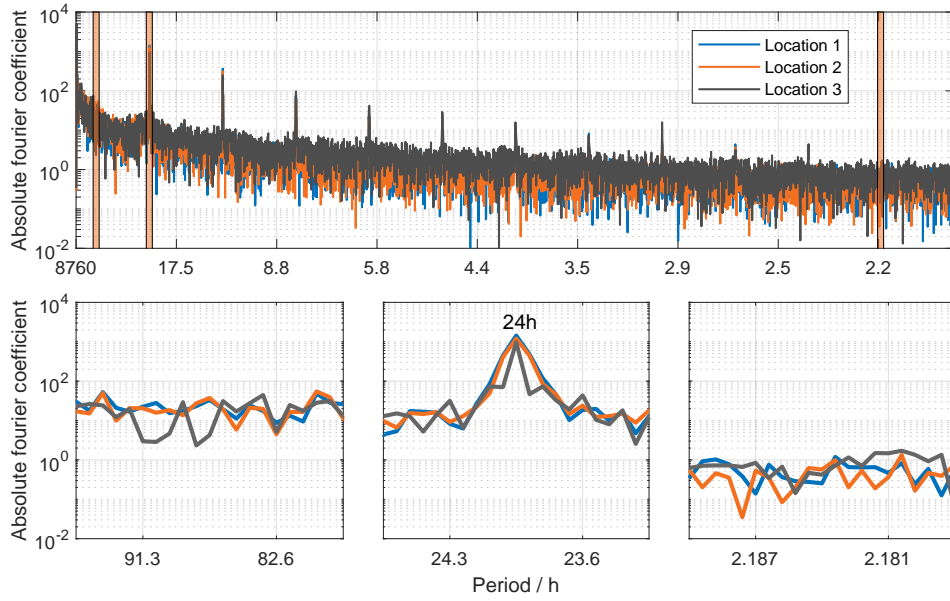 Absolute fourier coefficient
10^4
10^2
10^0
10^-2
Location 1
Location 2
Location 3
8760 17.5 8.8 5.8 4.4 3.5 2.9 2.5 2.2
Absolute fourier coefficient
10^4
10^2
10^0
10^-2
24h
91.3 82.6 24.3 23.6 2.187 2.181
Period / h